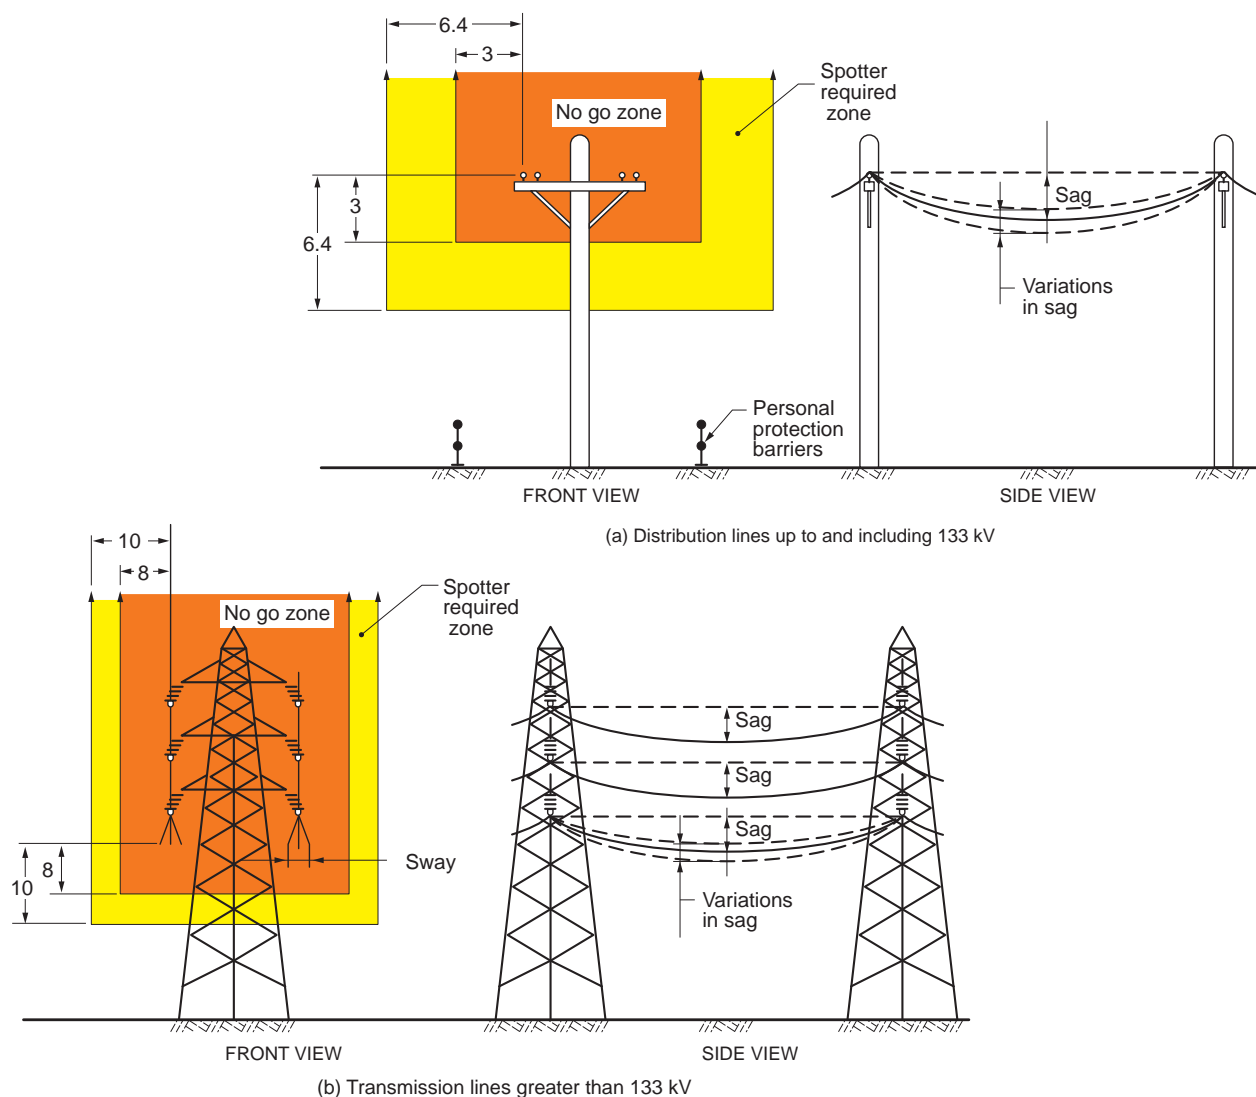 6.4
3
Spotter
required
zone
No go zone
3
6.4
Sag
Variations
in sag
Personal
protection
barriers
FRONT VIEW
SIDE VIEW
(a) Distribution lines up to and including 133 kV
10
8
No go zone
Spotter
required
zone
Sag
Sag
Sag
8
10
Sway
Variations
in sag
FRONT VIEW
SIDE VIEW
(b) Transmission lines greater than 133 kV